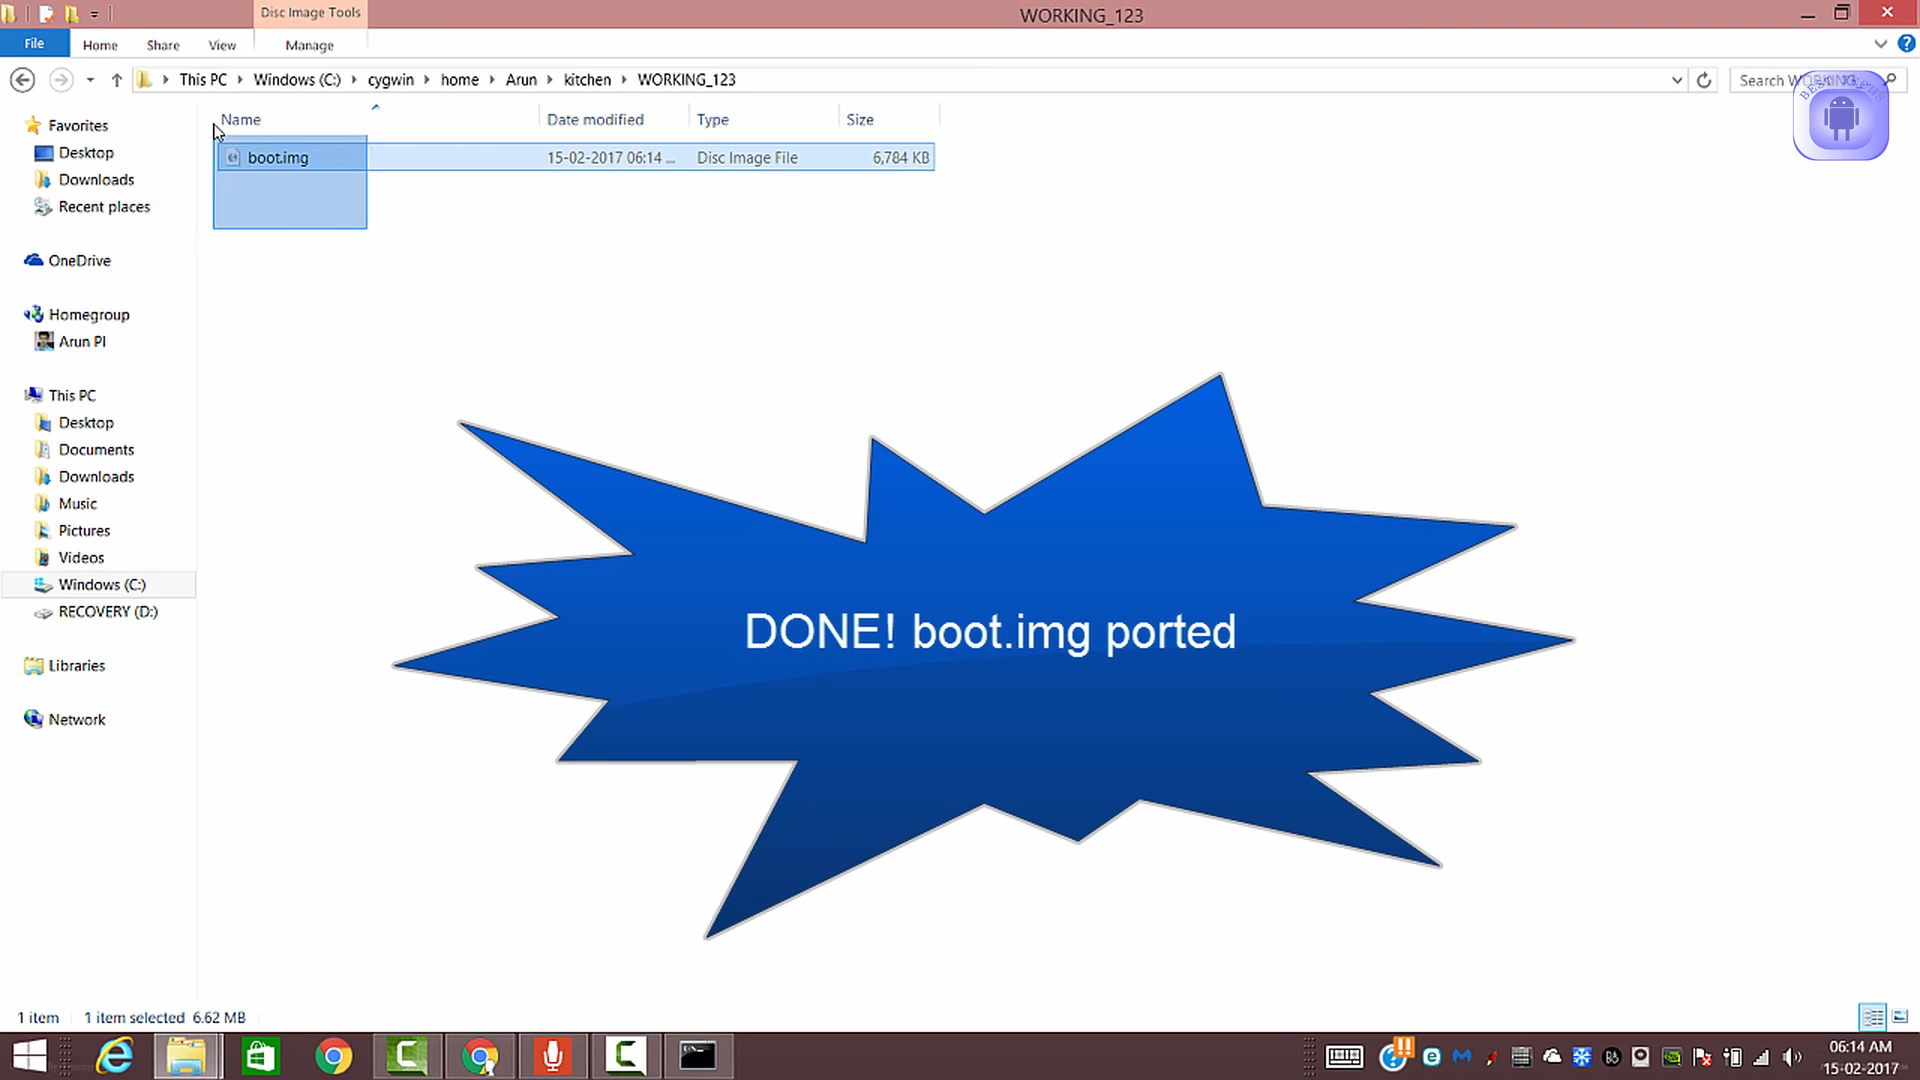 Disc Image Tools
WORKING_123
File
Home
Share
View
Manage
This PC
Windows (C:)
cygwin
home
Arun
kitchen
WORKING_123
Search WORKING
Name
Date modified
Type
Size
boot.img
15-02-2017 06:14 ...
Disc Image File
6,784 KB
Favorites
Desktop
Downloads
Recent places
OneDrive
Homegroup
Arun Pl
This PC
Desktop
Documents
Downloads
Music
Pictures
Videos
Windows (C:)
RECOVERY (D:)
Libraries
Network
DONE! boot.img ported
1 item
1 item selected 6.62 MB
06:14 AM
15-02-2017